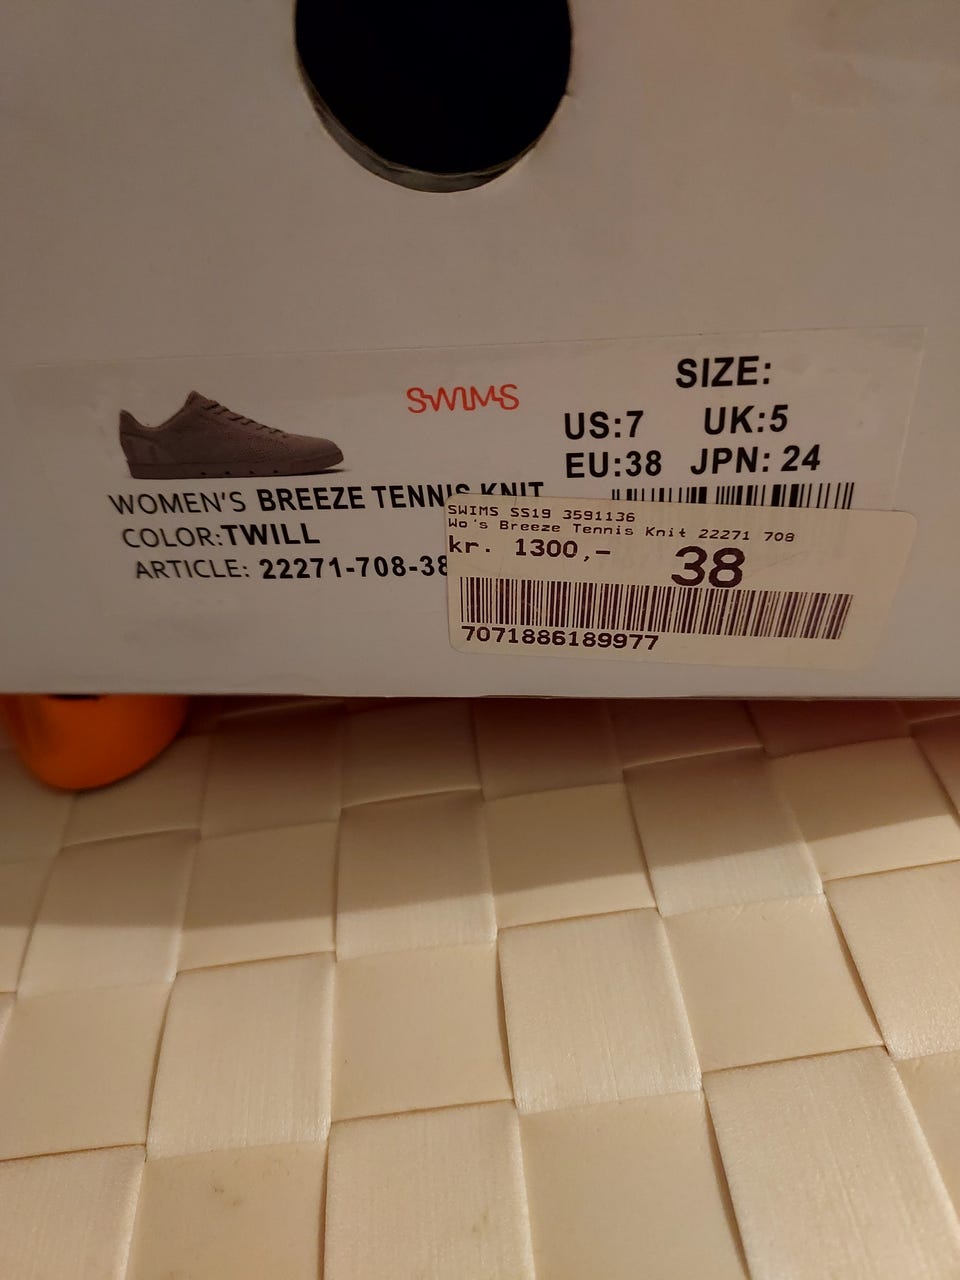 SWIMS
SIZE:
US:7 UK:5
EU:38 JPN: 24
WOMEN'S BREEZE TENNIS KNIT
COLOR:TWILL
ARTICLE: 22271-708-38
SWIMS SS19 3591136
Wo's Breeze Tennis Knit 22271 708
kr. 1300,- 38
7071886189977